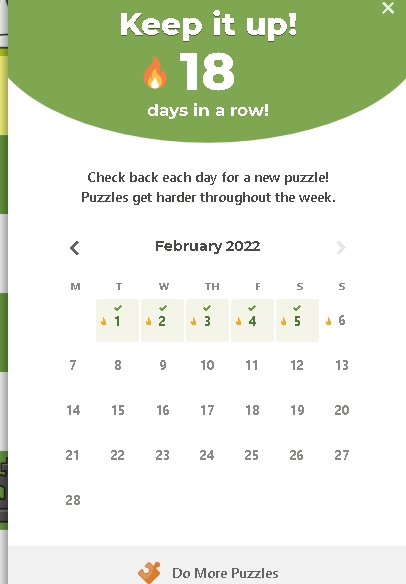 Keep it up!
18
days in a row!
Check back each day for a new puzzle!
Puzzles get harder throughout the week.
February 2022
M T W TH F S S
1 2 3 4 5 6
7 8 9 10 11 12 13
14 15 16 17 18 19 20
21 22 23 24 25 26 27
28
Do More Puzzles